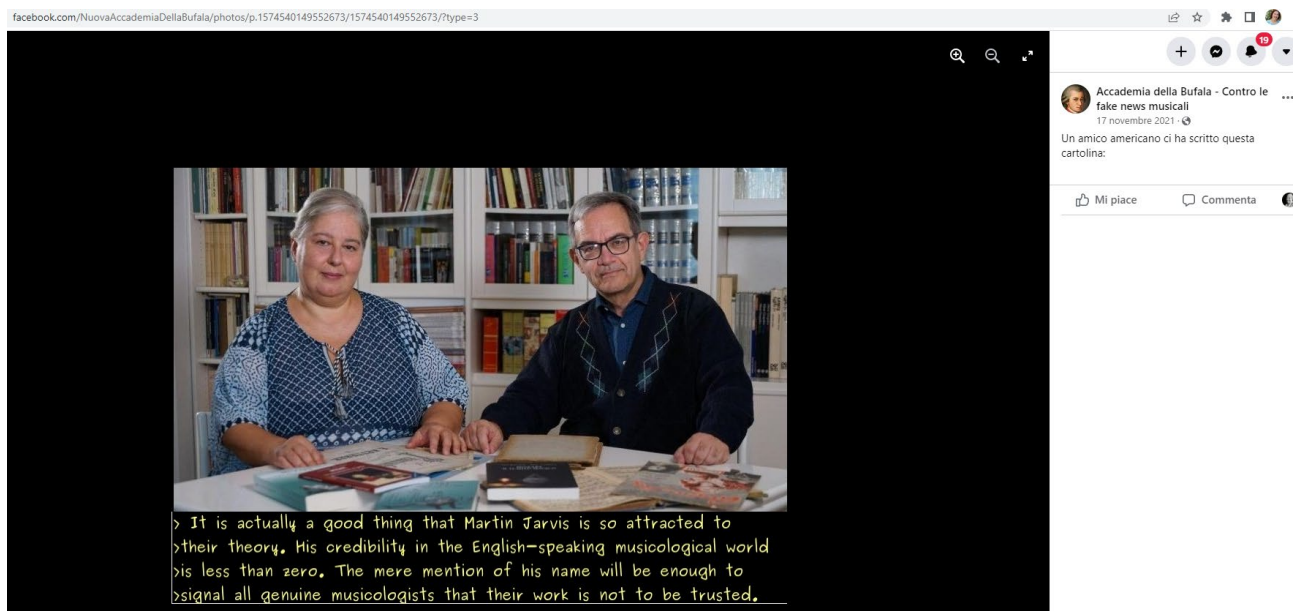 facebook.com/NuovaAccademiaDellaBufala/photos/p.1574540149552673/1574540149552673/?type=3
19
Accademia della Bufala - Contro le
fake news musicali
17 novembre 2021 ·
Un amico americano ci ha scritto questa
cartolina:
Mi piace
Commenta
> It is actually a good thing that Martin Jarvis is so attracted to
>their theory. His credibility in the English-speaking musicological world
>is less than zero. The mere mention of his name will be enough to
>signal all genuine musicologists that their work is not to be trusted.